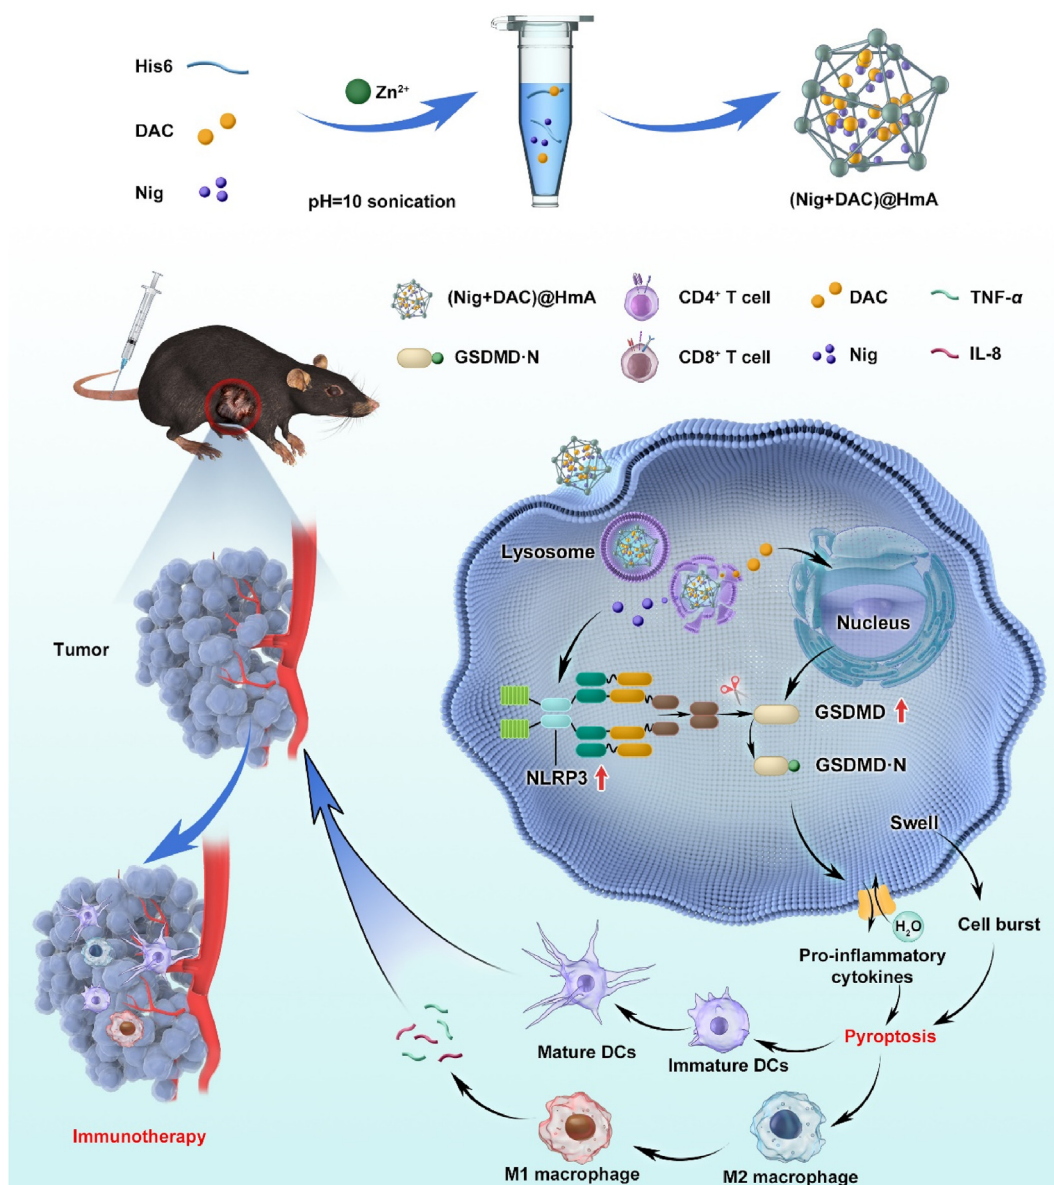 His6
Zn²⁺
DAC
Nig
pH=10 sonication
(Nig+DAC)@HmA
(Nig+DAC)@HmA
CD4⁺ T cell
DAC
TNF-α
GSDMD·N
CD8⁺ T cell
Nig
IL-8
Lysosome
Nucleus
Tumor
GSDMD
NLRP3
GSDMD·N
Swell
H₂O
Cell burst
Pro-inflammatory
cytokines
Pyroptosis
Mature DCs
Immature DCs
Immunotherapy
M1 macrophage
M2 macrophage